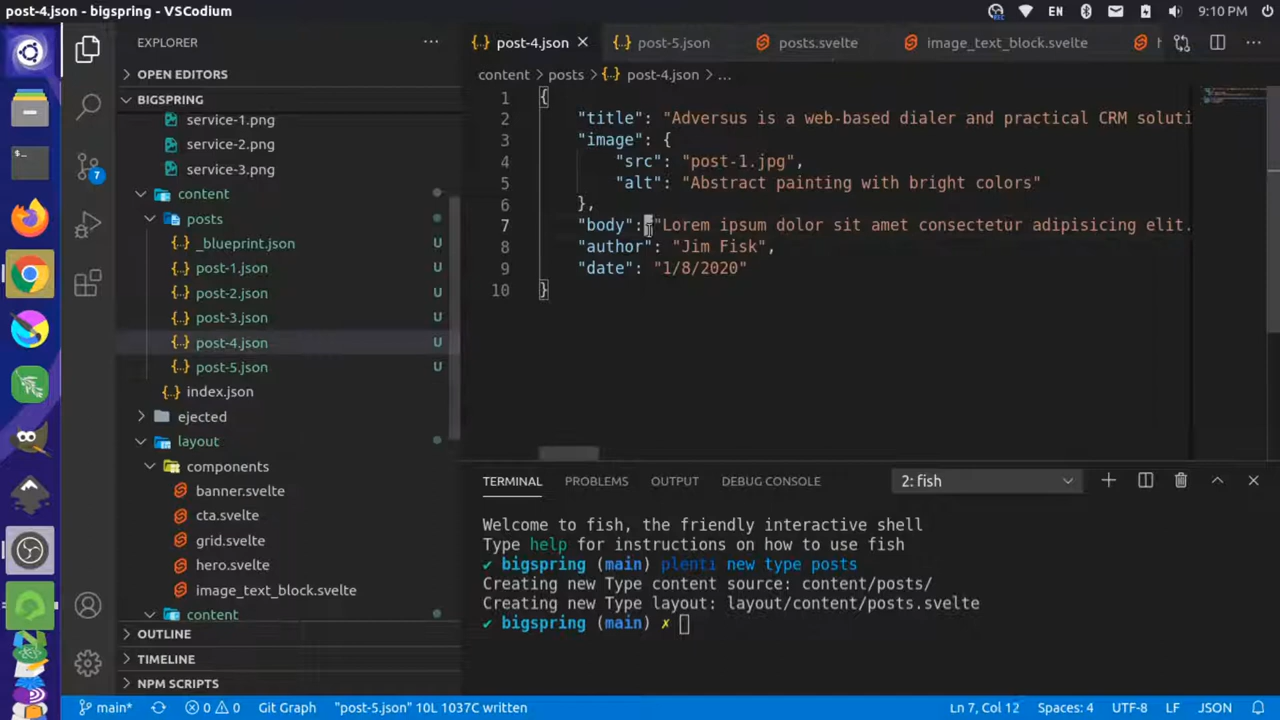 post-4.json - bigspring - VSCodium
EN
9:10 PM
EXPLORER
OPEN EDITORS
BIGSPRING
service-1.png
service-2.png
service-3.png
content
posts
_blueprint.json
post-1.json U
post-2.json U
post-3.json U
post-4.json U
post-5.json U
index.json
ejected
layout
components
banner.svelte
cta.svelte
grid.svelte
hero.svelte
image_text_block.svelte
content
OUTLINE
TIMELINE
NPM SCRIPTS
7
post-4.json post-5.json posts.svelte image_text_block.svelte
content > posts > {..} post-4.json > ...
1 {
2 "title": "Adversus is a web-based dialer and practical CRM soluti
3 "image": {
4 "src": "post-1.jpg",
5 "alt": "Abstract painting with bright colors"
6 },
7 "body": "Lorem ipsum dolor sit amet consectetur adipisicing elit.
8 "author": "Jim Fisk",
9 "date": "1/8/2020"
10 }
TERMINAL PROBLEMS OUTPUT DEBUG CONSOLE 2: fish
Welcome to fish, the friendly interactive shell
Type help for instructions on how to use fish
✔ bigspring (main) plenti new type posts
Creating new Type content source: content/posts/
Creating new Type layout: layout/content/posts.svelte
✔ bigspring (main) ✗
main* 0 0 Git Graph "post-5.json" 10L 1037C written Ln 7, Col 12 Spaces: 4 UTF-8 LF JSON